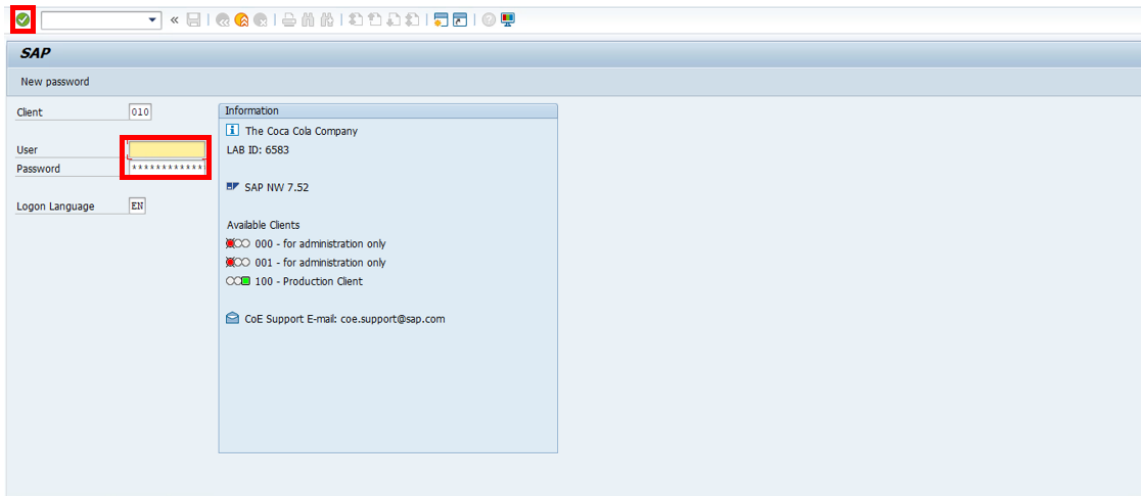 SAP
New password
Client 010
User
Password ************
Logon Language EN
Information
The Coca Cola Company
LAB ID: 6583
SAP NW 7.52
Available Clients
000 - for administration only
001 - for administration only
100 - Production Client
CoE Support E-mail: coe.support@sap.com